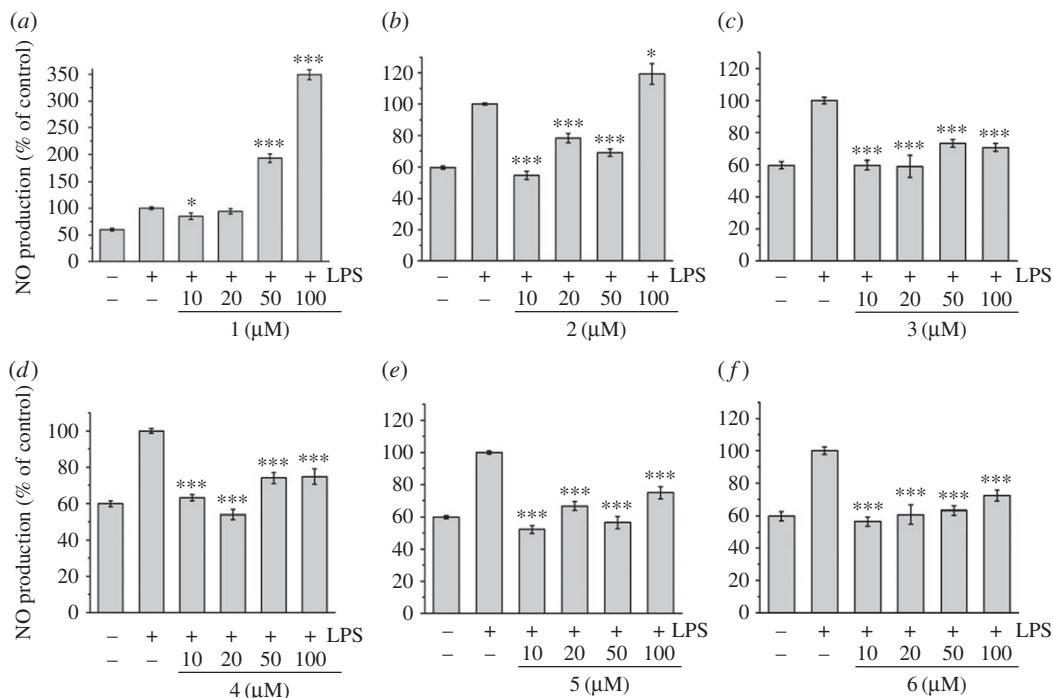 (a)
NO production (% of control)
350
300
250
200
150
100
50
0
*
***
***
– + + + + + LPS
– – 10 20 50 100
1 (µM)
(b)
120
100
80
60
40
20
0
***
***
***
*
– + + + + +
– – 10 20 50 100
2 (µM)
(c)
120
100
80
60
40
20
0
***
***
***
***
– + + + + + LPS
– – 10 20 50 100
3 (µM)
(d)
NO production (% of control)
100
80
60
40
20
0
***
***
***
***
– + + + + +
– – 10 20 50 100
4 (µM)
(e)
120
100
80
60
40
20
0
***
***
***
***
– + + + + + LPS
– – 10 20 50 100
5 (µM)
(f)
120
100
80
60
40
20
0
***
***
***
***
– + + + + + LPS
– – 10 20 50 100
6 (µM)